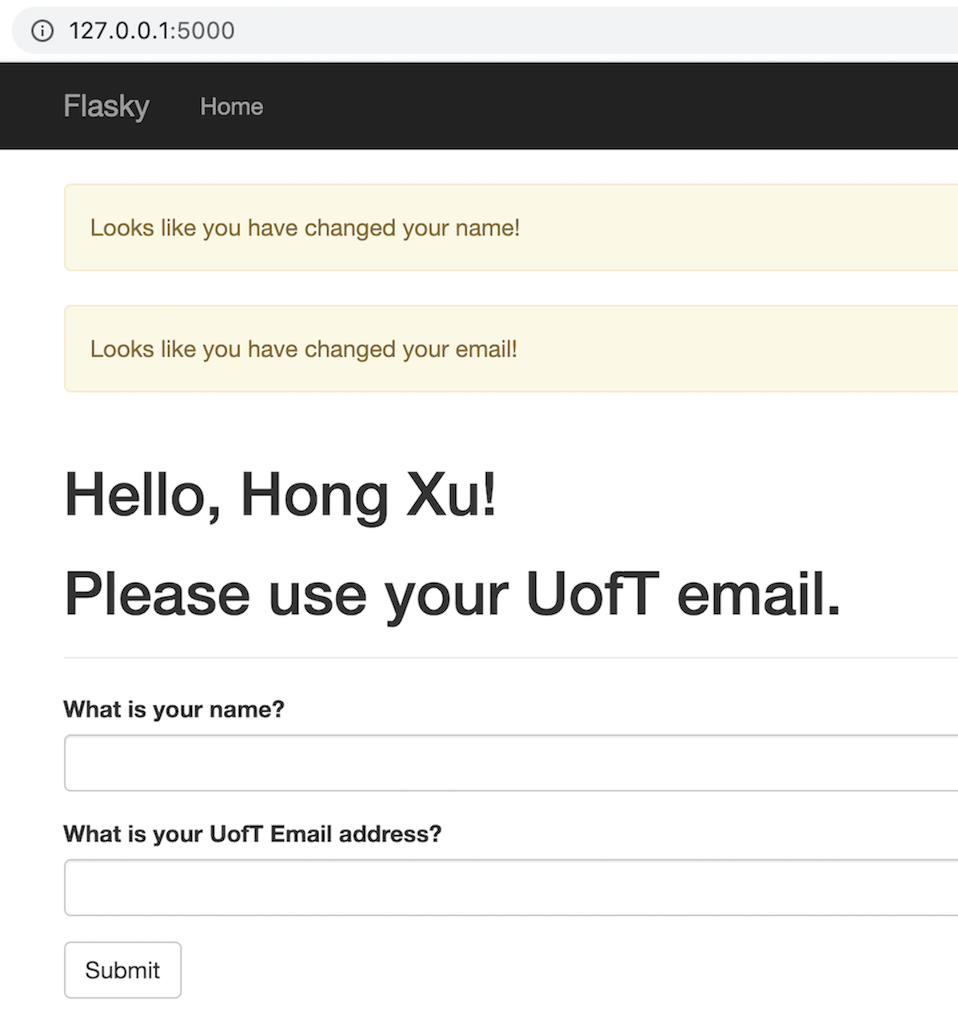 127.0.0.1:5000
Flasky Home
Looks like you have changed your name!
Looks like you have changed your email!
Hello, Hong Xu!
Please use your UofT email.
What is your name?
What is your UofT Email address?
Submit